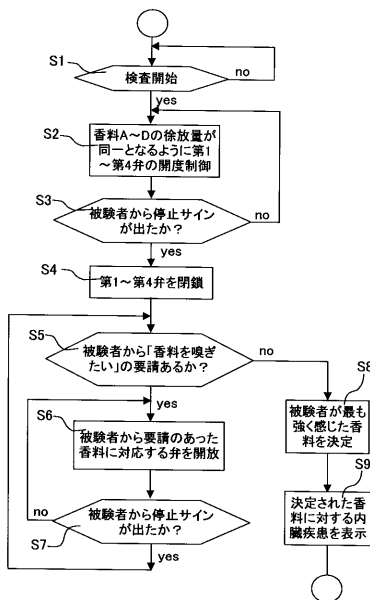 S1
検査開始
no
yes
S2
香料A～Dの徐放量が
同一となるように第1
～第4弁の開度制御
S3
被験者から停止サイン
が出たか？
no
yes
S4
第1～第4弁を閉鎖
S5
被験者から「香料を嗅ぎ
たい」の要請あるか？
no
yes
S6
被験者から要請のあった
香料に対応する弁を開放
no
S7
被験者から停止サイン
が出たか？
yes
S8
被験者が最も
強く感じた香
料を決定
S9
決定された香
料に対する内
臓疾患を表示